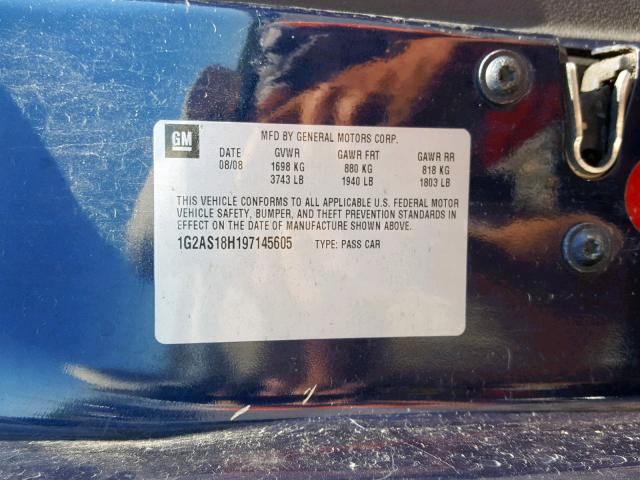 GM
MFD BY GENERAL MOTORS CORP.
DATE GVWR GAWR FRT GAWR RR
08/08 1698 KG 880 KG 818 KG
3743 LB 1940 LB 1803 LB
THIS VEHICLE CONFORMS TO ALL APPLICABLE U.S. FEDERAL MOTOR
VEHICLE SAFETY, BUMPER, AND THEFT PREVENTION STANDARDS IN
EFFECT ON THE DATE OF MANUFACTURE SHOWN ABOVE.
1G2AS18H197145605 TYPE: PASS CAR